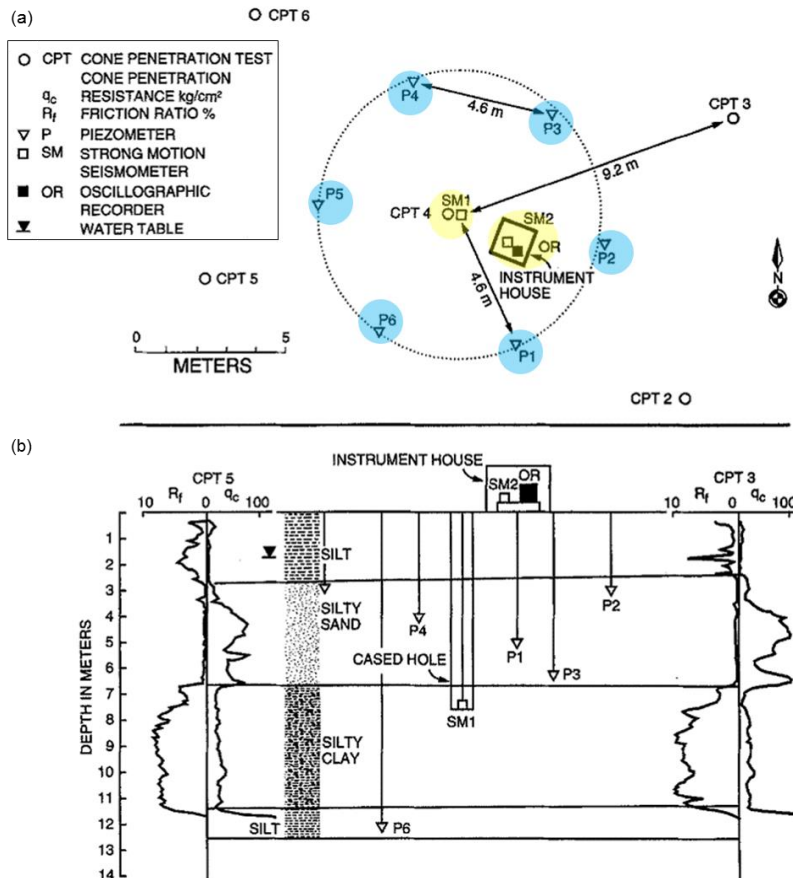 (a)
CPT 6
CPT CONE PENETRATION TEST
CONE PENETRATION
qc RESISTANCE kg/cm²
Rf FRICTION RATIO %
P PIEZOMETER
SM STRONG MOTION
SEISMOMETER
OR OSCILLOGRAPHIC
RECORDER
WATER TABLE
P4
4.6 m
P3
CPT 3
9.2 m
P5
SM1
CPT 4
SM2
OR
P2
INSTRUMENT
HOUSE
4.6 m
CPT 5
N
P6
P1
0 5
METERS
CPT 2
(b)
INSTRUMENT HOUSE
OR
SM2
CPT 5
Rf qc
10 0 100
CPT 3
Rf qc
10 0 100
DEPTH IN METERS
1
2
3
4
5
6
7
8
9
10
11
12
13
14
SILT
SILTY
SAND
P4
P1
P2
P3
CASED HOLE
SM1
SILTY
CLAY
SILT
P6